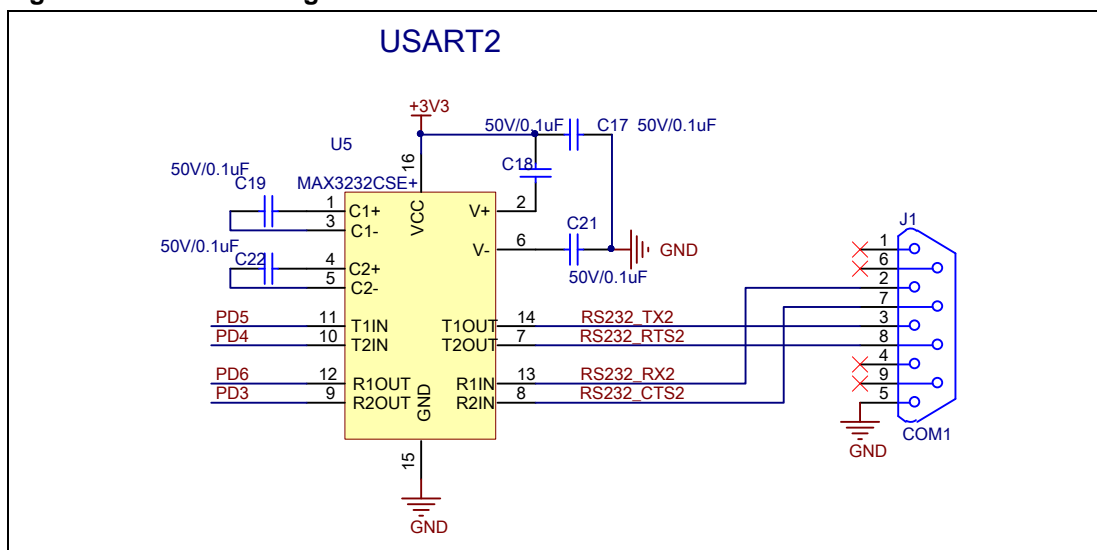 USART2
+3V3
50V/0.1uF
C17
50V/0.1uF
U5
16
C18
50V/0.1uF
C19
MAX3232CSE+
1
C1+
VCC
V+
2
3
C1-
C21
J1
V-
6
GND
50V/0.1uF
50V/0.1uF
C22
4
C2+
5
C2-
PD5
11
T1IN
T1OUT
14
RS232_TX2
PD4
10
T2IN
T2OUT
7
RS232_RTS2
PD6
12
R1OUT
R1IN
13
RS232_RX2
PD3
9
R2OUT
GND
R2IN
8
RS232_CTS2
15
GND
1
6
2
7
3
8
4
9
5
COM1
GND